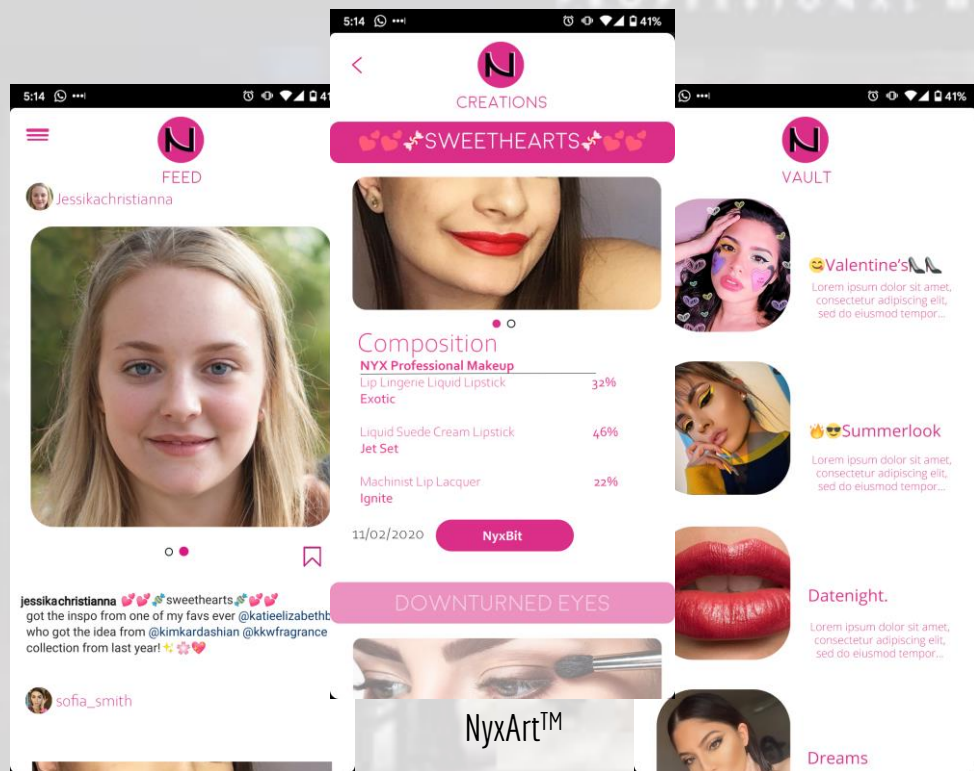 PROFESSIONAL M
5:14
41
N
FEED
Jessikachristianna
jessikachristianna 💕💕🍬sweethearts🍬💕💕
got the inspo from one of my favs ever @katieelizabethb
who got the idea from @kimkardashian @kkwfragrance
collection from last year!✨🌸💖
sofia_smith
5:14
41%
N
CREATIONS
💕💕🍬SWEETHEARTS🍬💕💕
Composition
NYX Professional Makeup
Lip Lingerie Liquid Lipstick 32%
Exotic
Liquid Suede Cream Lipstick 46%
Jet Set
Machinist Lip Lacquer 22%
Ignite
11/02/2020 NyxBit
DOWNTURNED EYES
NyxArt™
41%
N
VAULT
😋Valentine's👠👠
Lorem ipsum dolor sit amet,
consectetur adipiscing elit,
sed do eiusmod tempor...
🔥😎Summerlook
Lorem ipsum dolor sit amet,
consectetur adipiscing elit,
sed do eiusmod tempor...
Datenight.
Lorem ipsum dolor sit amet,
consectetur adipiscing elit,
sed do eiusmod tempor...
Dreams